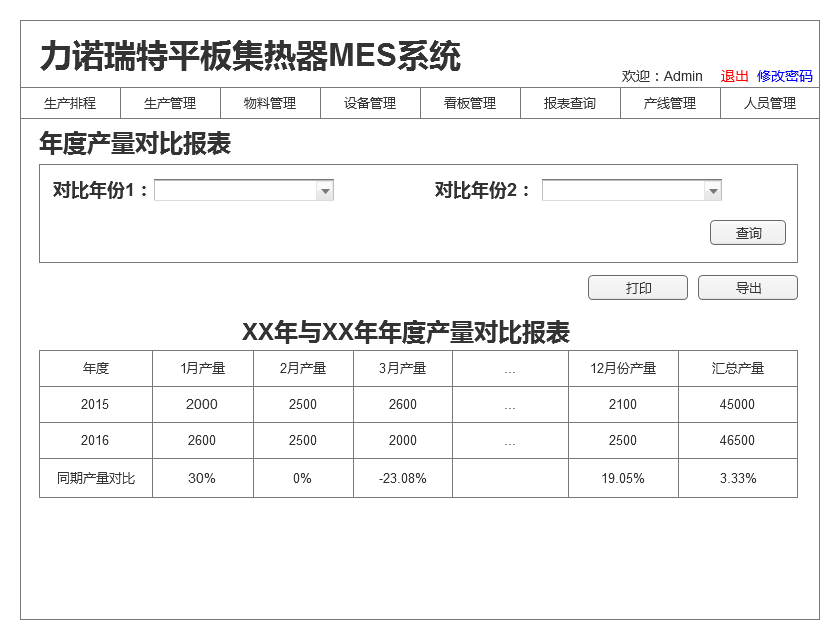 力诺瑞特平板集热器MES系统
欢迎：Admin 退出 修改密码
生产排程 生产管理 物料管理 设备管理 看板管理 报表查询 产线管理 人员管理
年度产量对比报表
对比年份1： 对比年份2：
查询
打印 导出
XX年与XX年年度产量对比报表
年度 1月产量 2月产量 3月产量 ... 12月份产量 汇总产量
2015 2000 2500 2600 ... 2100 45000
2016 2600 2500 2000 ... 2500 46500
同期产量对比 30% 0% -23.08% 19.05% 3.33%